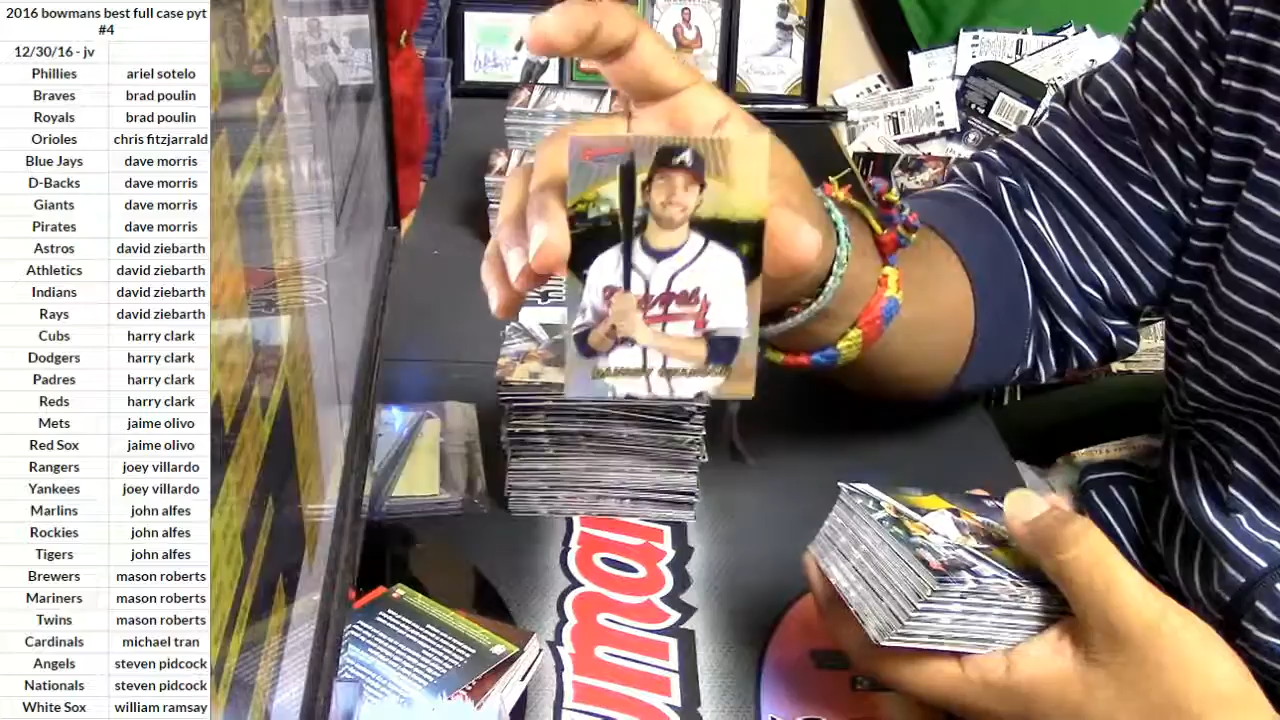 2016 bowmans best full case pyt
#4
12/30/16 - jv
Phillies ariel sotelo
Braves brad poulin
Royals brad poulin
Orioles chris fitzjarrald
Blue Jays dave morris
D-Backs dave morris
Giants dave morris
Pirates dave morris
Astros david ziebarth
Athletics david ziebarth
Indians david ziebarth
Rays david ziebarth
Cubs harry clark
Dodgers harry clark
Padres harry clark
Reds harry clark
Mets jaime olivo
Red Sox jaime olivo
Rangers joey villardo
Yankees joey villardo
Marlins john alfes
Rockies john alfes
Tigers john alfes
Brewers mason roberts
Mariners mason roberts
Twins mason roberts
Cardinals michael tran
Angels steven pidcock
Nationals steven pidcock
White Sox william ramsay
Braves